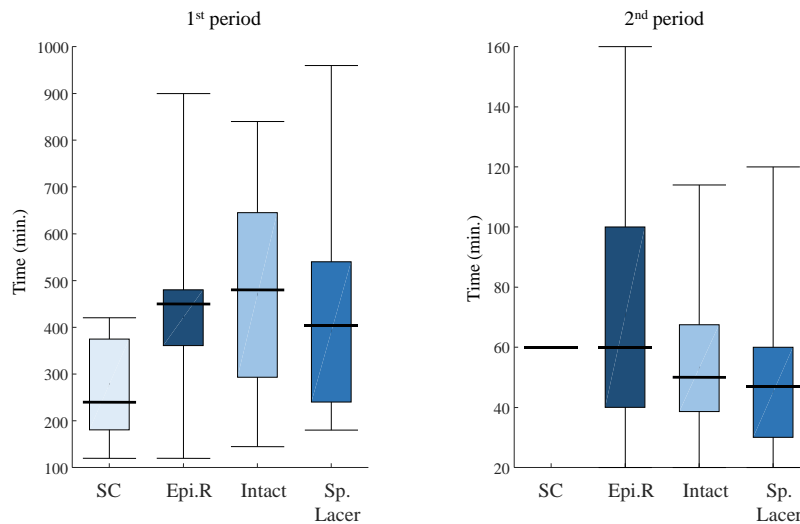 1st period
Time (min.)
1000
900
800
700
600
500
400
300
200
100
SC Epi.R Intact Sp.
Lacer
2nd period
Time (min.)
160
140
120
100
80
60
40
20
SC Epi.R Intact Sp.
Lacer